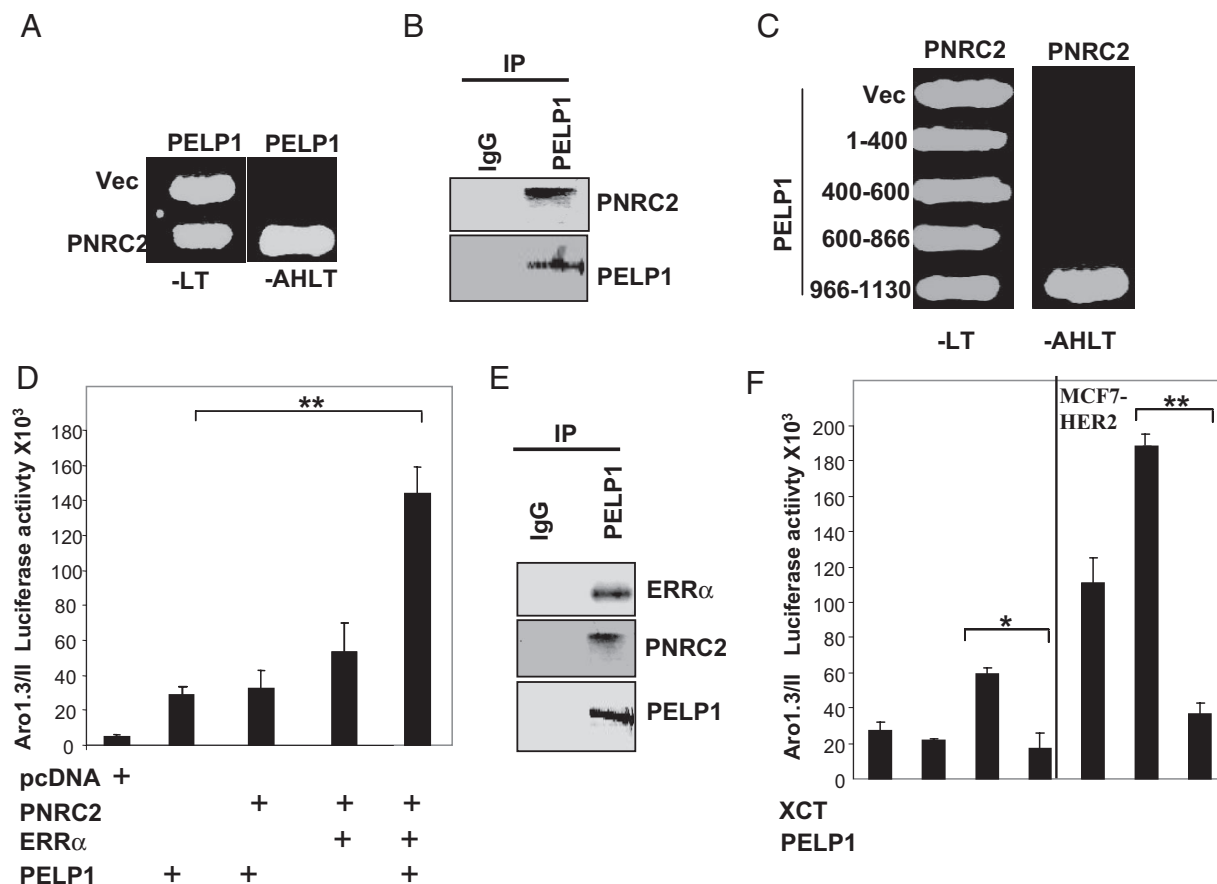 A
PELP1 PELP1
Vec
PNRC2
-LT -AHLT
B
IP
IgG PELP1
PNRC2
PELP1
C
PNRC2 PNRC2
PELP1
Vec
1-400
400-600
600-866
966-1130
-LT -AHLT
D
Aro1.3/II Luciferase actiivty X10³
180
160
140
120
100
80
60
40
20
0
**
pcDNA +
PNRC2 + + +
ERRα + +
PELP1 + + +
E
IP
IgG PELP1
ERRα
PNRC2
PELP1
F
Aro1.3/II Luciferase actiivty X10³
200
180
160
140
120
100
80
60
40
20
0
*
MCF7-
HER2
**
XCT
PELP1